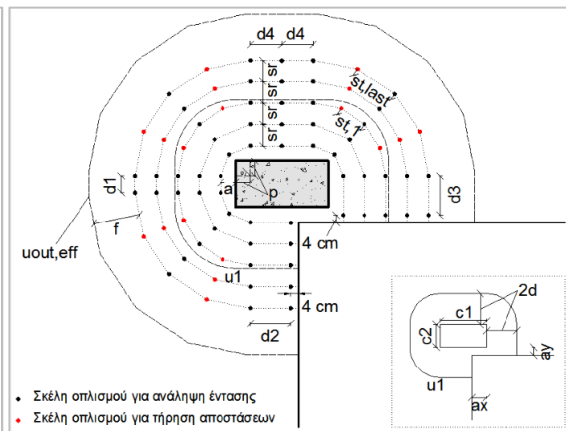 d4 d4
sr
sr
sr
sr
st,last
st,1
d1
a
p
d3
f
uout,eff
4 cm
u1
4 cm
d2
2d
c1
c2
ay
u1
ax
Σκέλη οπλισμού για ανάληψη έντασης
Σκέλη οπλισμού για τήρηση αποστάσεων